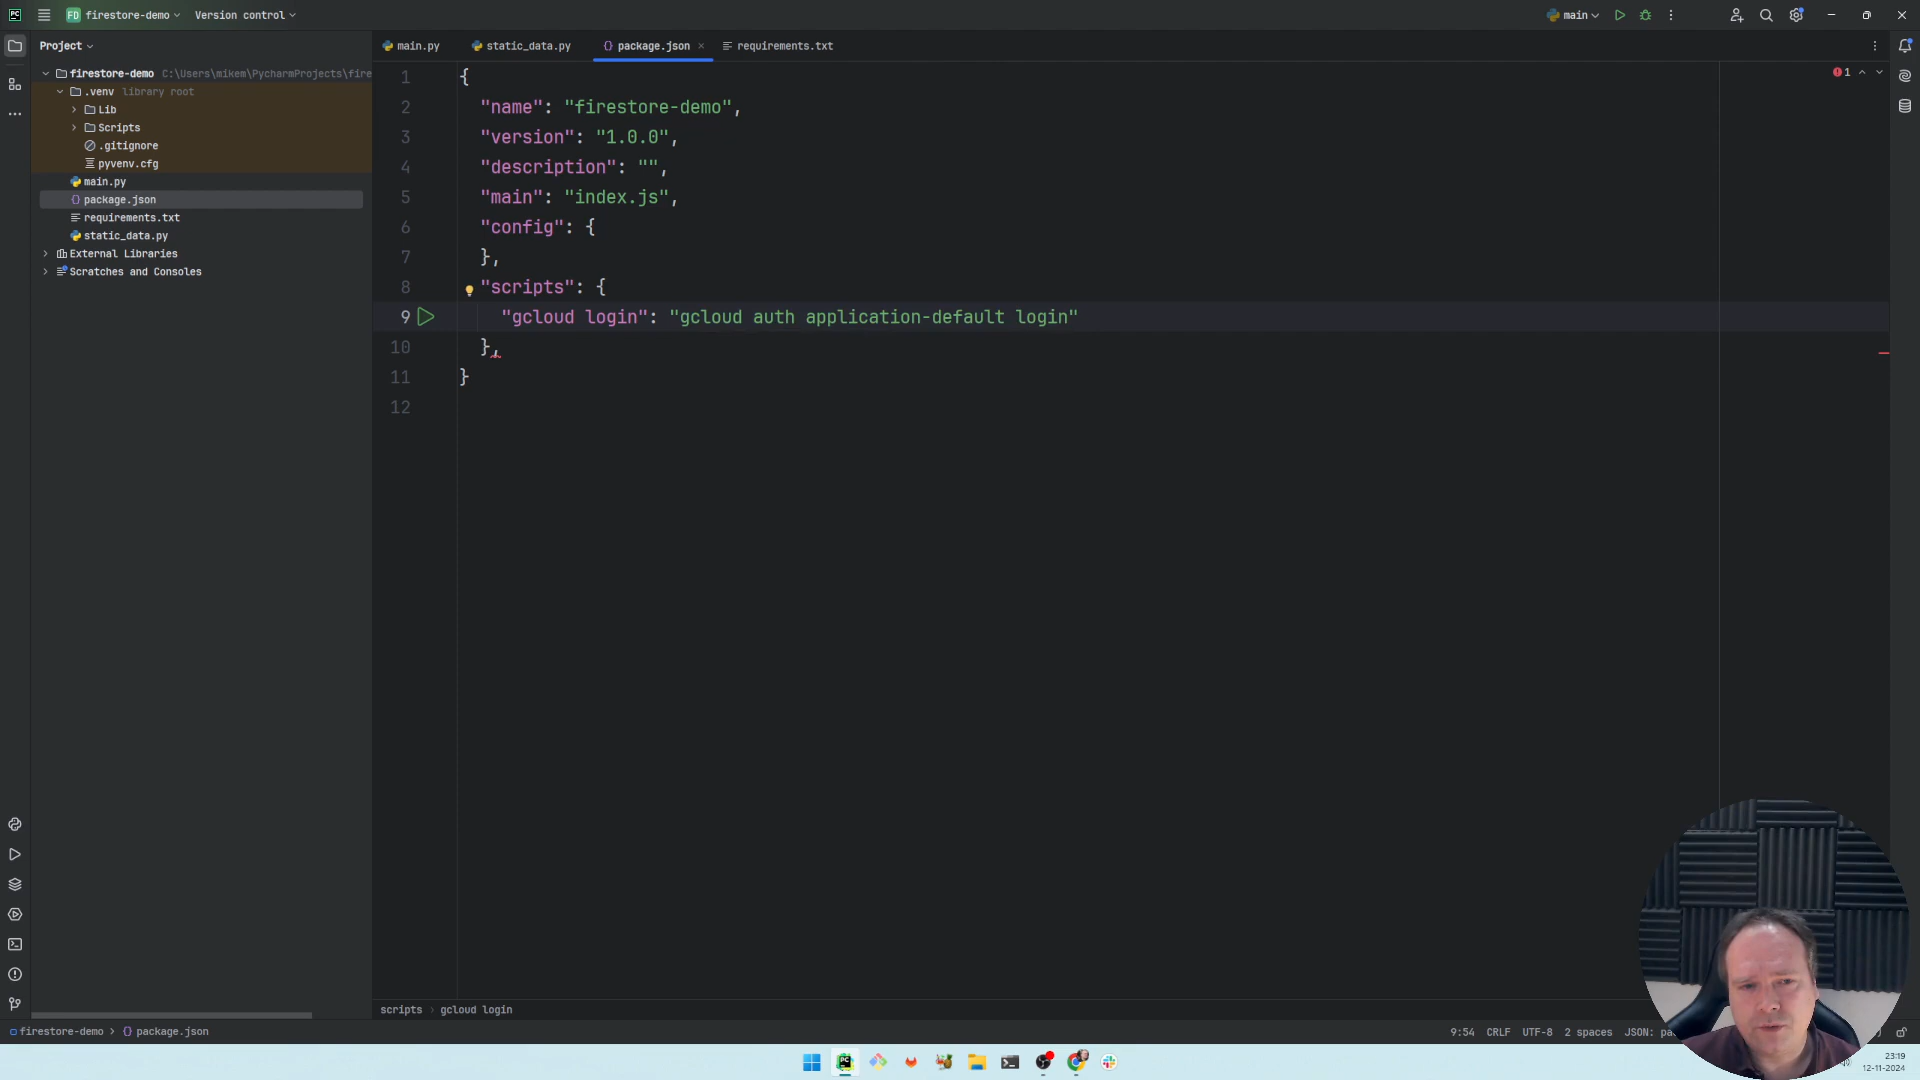 PC
FD firestore-demo
Version control
main
Project
main.py
static_data.py
package.json
requirements.txt
firestore-demo C:\Users\mikem\PycharmProjects\fire
.venv library root
Lib
Scripts
.gitignore
pyvenv.cfg
main.py
package.json
requirements.txt
static_data.py
External Libraries
Scratches and Consoles
1 {
2 "name": "firestore-demo",
3 "version": "1.0.0",
4 "description": "",
5 "main": "index.js",
6 "config": {
7 },
8 "scripts": {
9 "gcloud login": "gcloud auth application-default login"
10 },
11 }
12
1
scripts › gcloud login
firestore-demo › package.json
9:54 CRLF UTF-8 2 spaces JSON:
23:19
12-11-2024